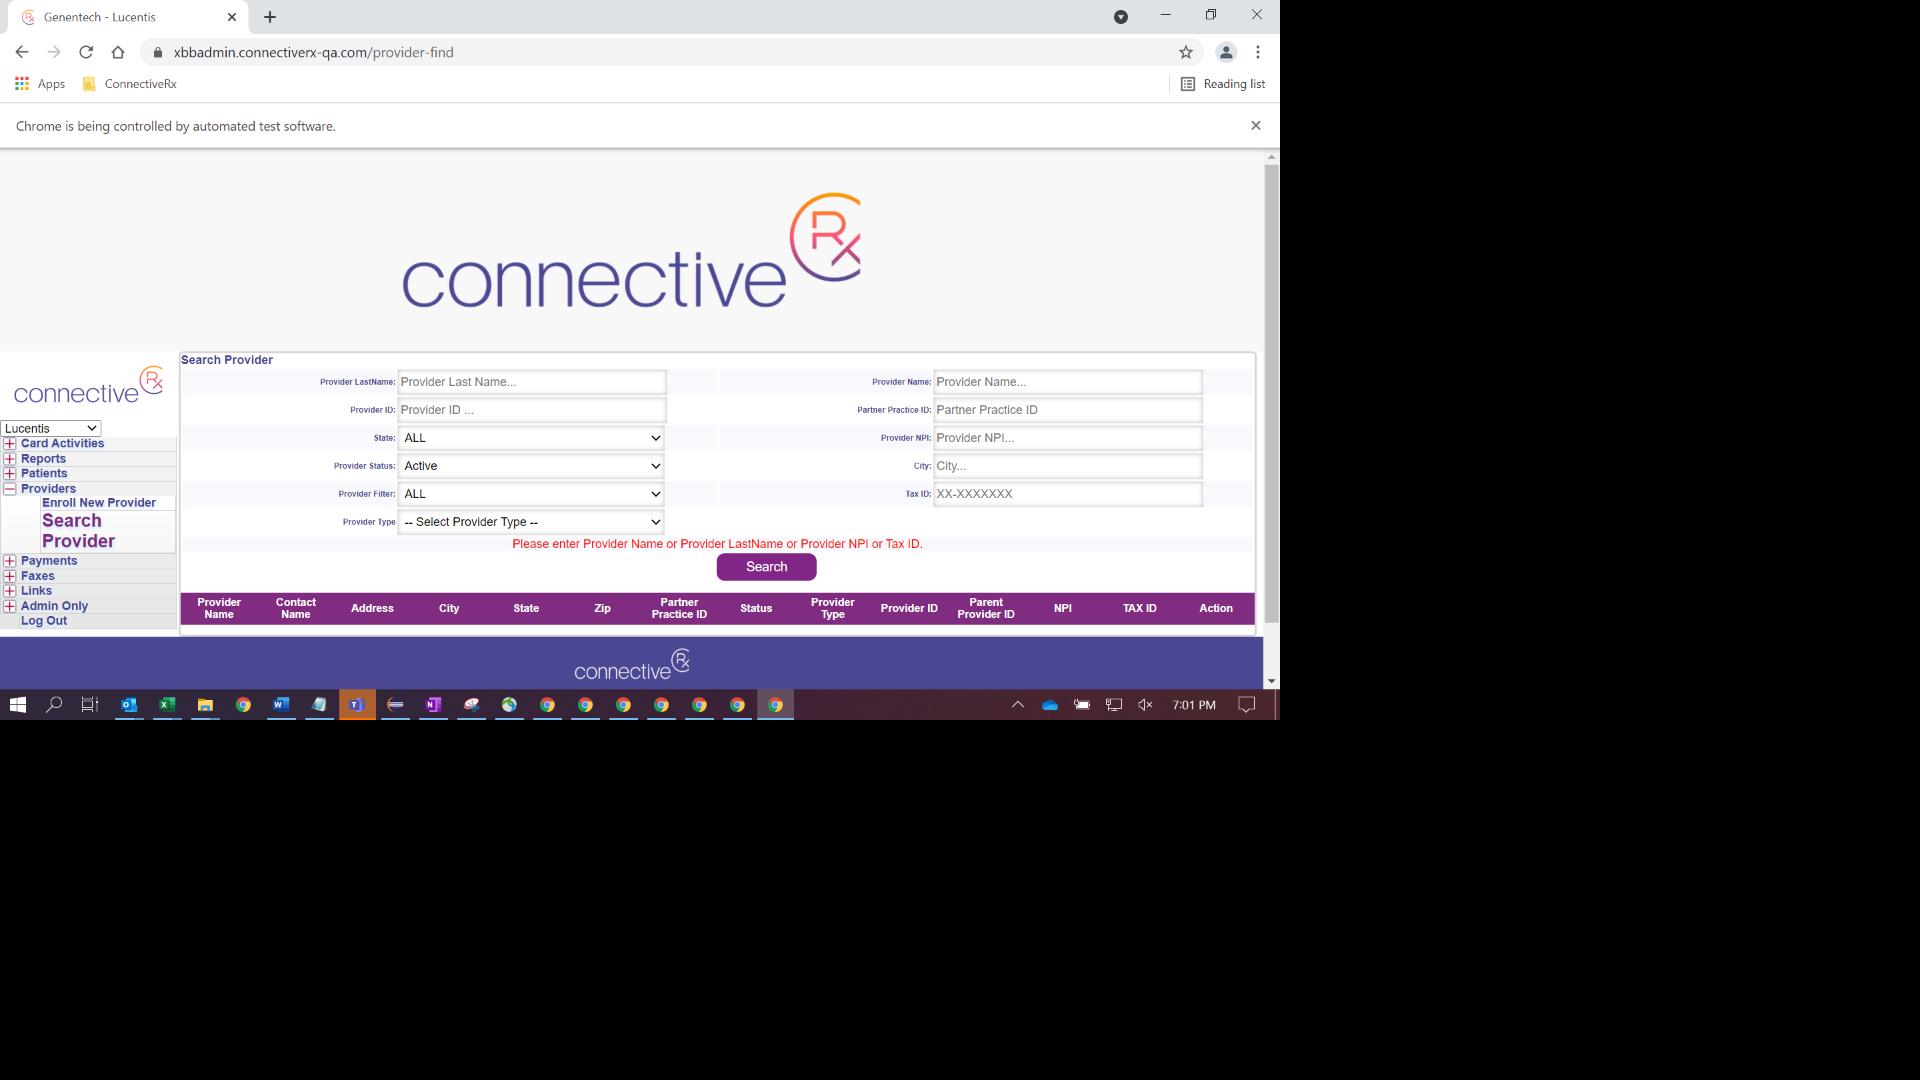 Genentech - Lucentis
xbbadmin.connectiverx-qa.com/provider-find
Apps
ConnectiveRx
Reading list
Chrome is being controlled by automated test software.
connective Rx
connective Rx
Lucentis
Card Activities
Reports
Patients
Providers
Enroll New Provider
Search
Provider
Payments
Faxes
Links
Admin Only
Log Out
Search Provider
Provider LastName: Provider Last Name... Provider Name: Provider Name...
Provider ID: Provider ID ... Partner Practice ID: Partner Practice ID
State: ALL Provider NPI: Provider NPI...
Provider Status: Active City: City...
Provider Filter: ALL Tax ID: XX-XXXXXXX
Provider Type -- Select Provider Type --
Please enter Provider Name or Provider LastName or Provider NPI or Tax ID.
Search
Provider Name Contact Name Address City State Zip Partner Practice ID Status Provider Type Provider ID Parent Provider ID NPI TAX ID Action
connective Rx
7:01 PM